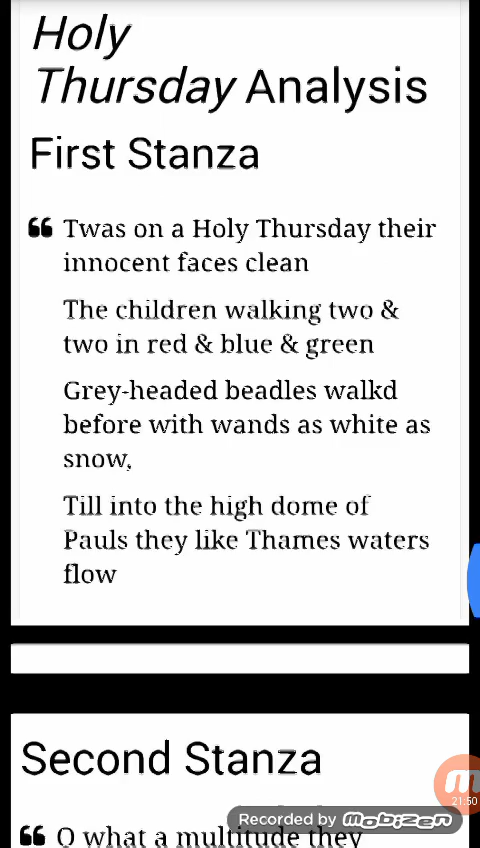 Holy
Thursday Analysis
First Stanza
❝ Twas on a Holy Thursday their
innocent faces clean
The children walking two &
two in red & blue & green
Grey-headed beadles walkd
before with wands as white as
snow,
Till into the high dome of
Pauls they like Thames waters
flow
Second Stanza
21:50
Recorded by mobizen
❝ O what a multitude they